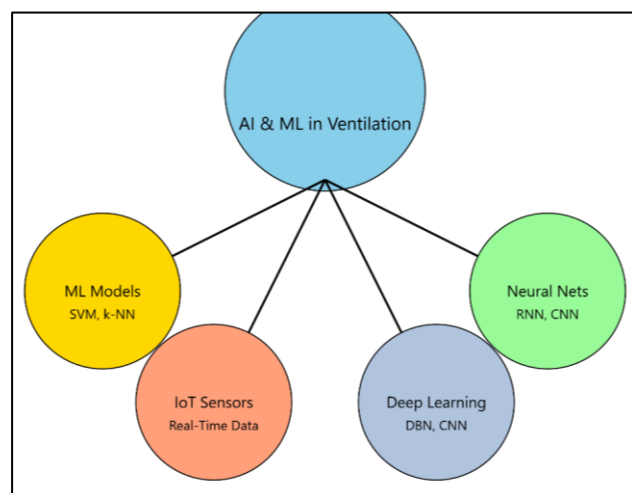 AI & ML in Ventilation
ML Models
SVM, k-NN
Neural Nets
RNN, CNN
IoT Sensors
Real-Time Data
Deep Learning
DBN, CNN